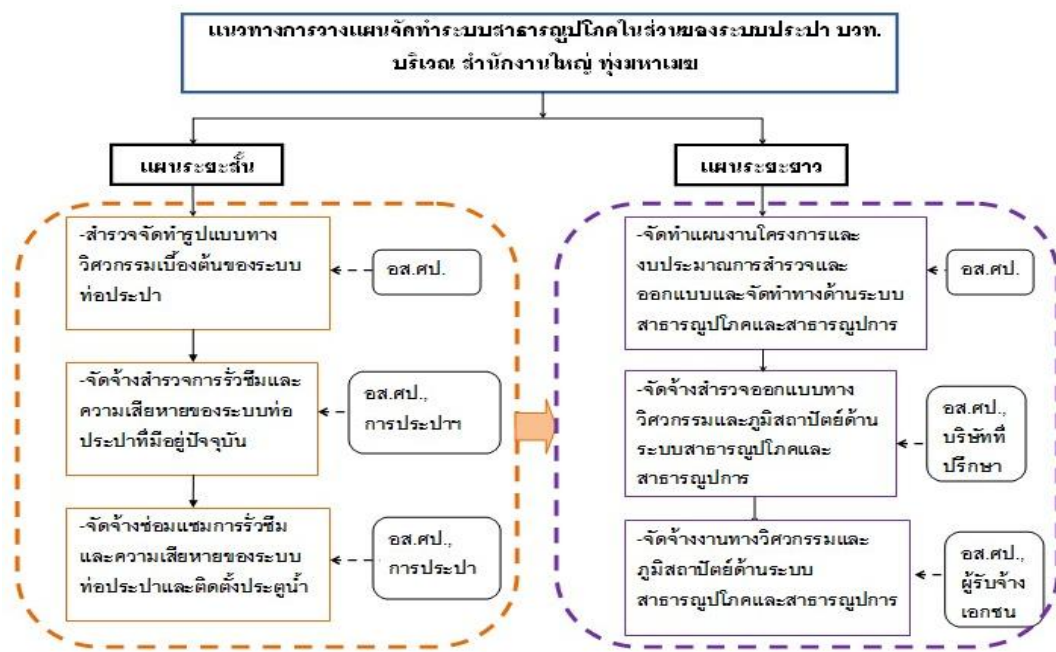 แนวทางการวางแผนจัดทำระบบสาธารณูปโภคในส่วนของระบบประปา บวท.
บริเวณ สำนักงานใหญ่ ทุ่งมหาเมฆ
แผนระยะสั้น
-สำรวจจัดทำรูปแบบทาง
วิศวกรรมเบื้องต้นของระบบ
ท่อประปา
อส.ศป.
-จัดจ้างสำรวจการรั่วซึมและ
ความเสียหายของระบบท่อ
ประปาที่มีอยู่ปัจจุบัน
อส.ศป.,
การประปาฯ
-จัดจ้างซ่อมแซมการรั่วซึม
และความเสียหายของระบบ
ท่อประปาและติดตั้งประตูน้ำ
อส.ศป.,
การประปา
แผนระยะยาว
-จัดทำแผนงานโครงการและ
งบประมาณการสำรวจและ
ออกแบบและจัดทำทางด้านระบบ
สาธารณูปโภคและสาธารณูปการ
อส.ศป.
-จัดจ้างสำรวจออกแบบทาง
วิศวกรรมและภูมิสถาปัตย์ด้าน
ระบบสาธารณูปโภคและ
สาธารณูปการ
อส.ศป.,
บริษัทที่
ปรึกษา
-จัดจ้างงานทางวิศวกรรมและ
ภูมิสถาปัตย์ด้านระบบ
สาธารณูปโภคและสาธารณูปการ
อส.ศป.,
ผู้รับจ้าง
เอกชน